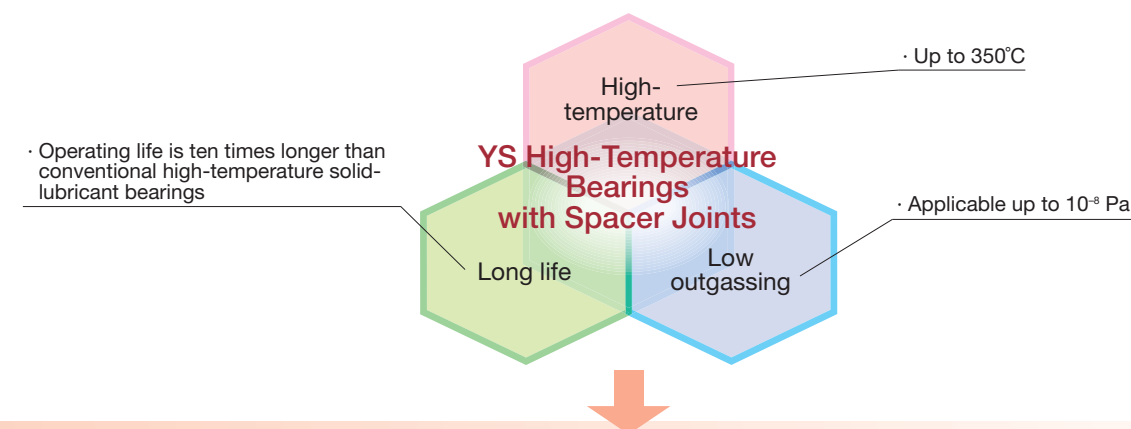 · Up to 350°C
High-
temperature
· Operating life is ten times longer than
conventional high-temperature solid-
lubricant bearings
YS High-Temperature
Bearings
with Spacer Joints
· Applicable up to 10⁻⁸ Pa
Long life
Low
outgassing